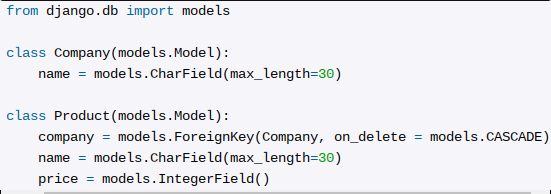 from django.db import models

class Company(models.Model):
    name = models.CharField(max_length=30)

class Product(models.Model):
    company = models.ForeignKey(Company, on_delete = models.CASCADE)
    name = models.CharField(max_length=30)
    price = models.IntegerField()